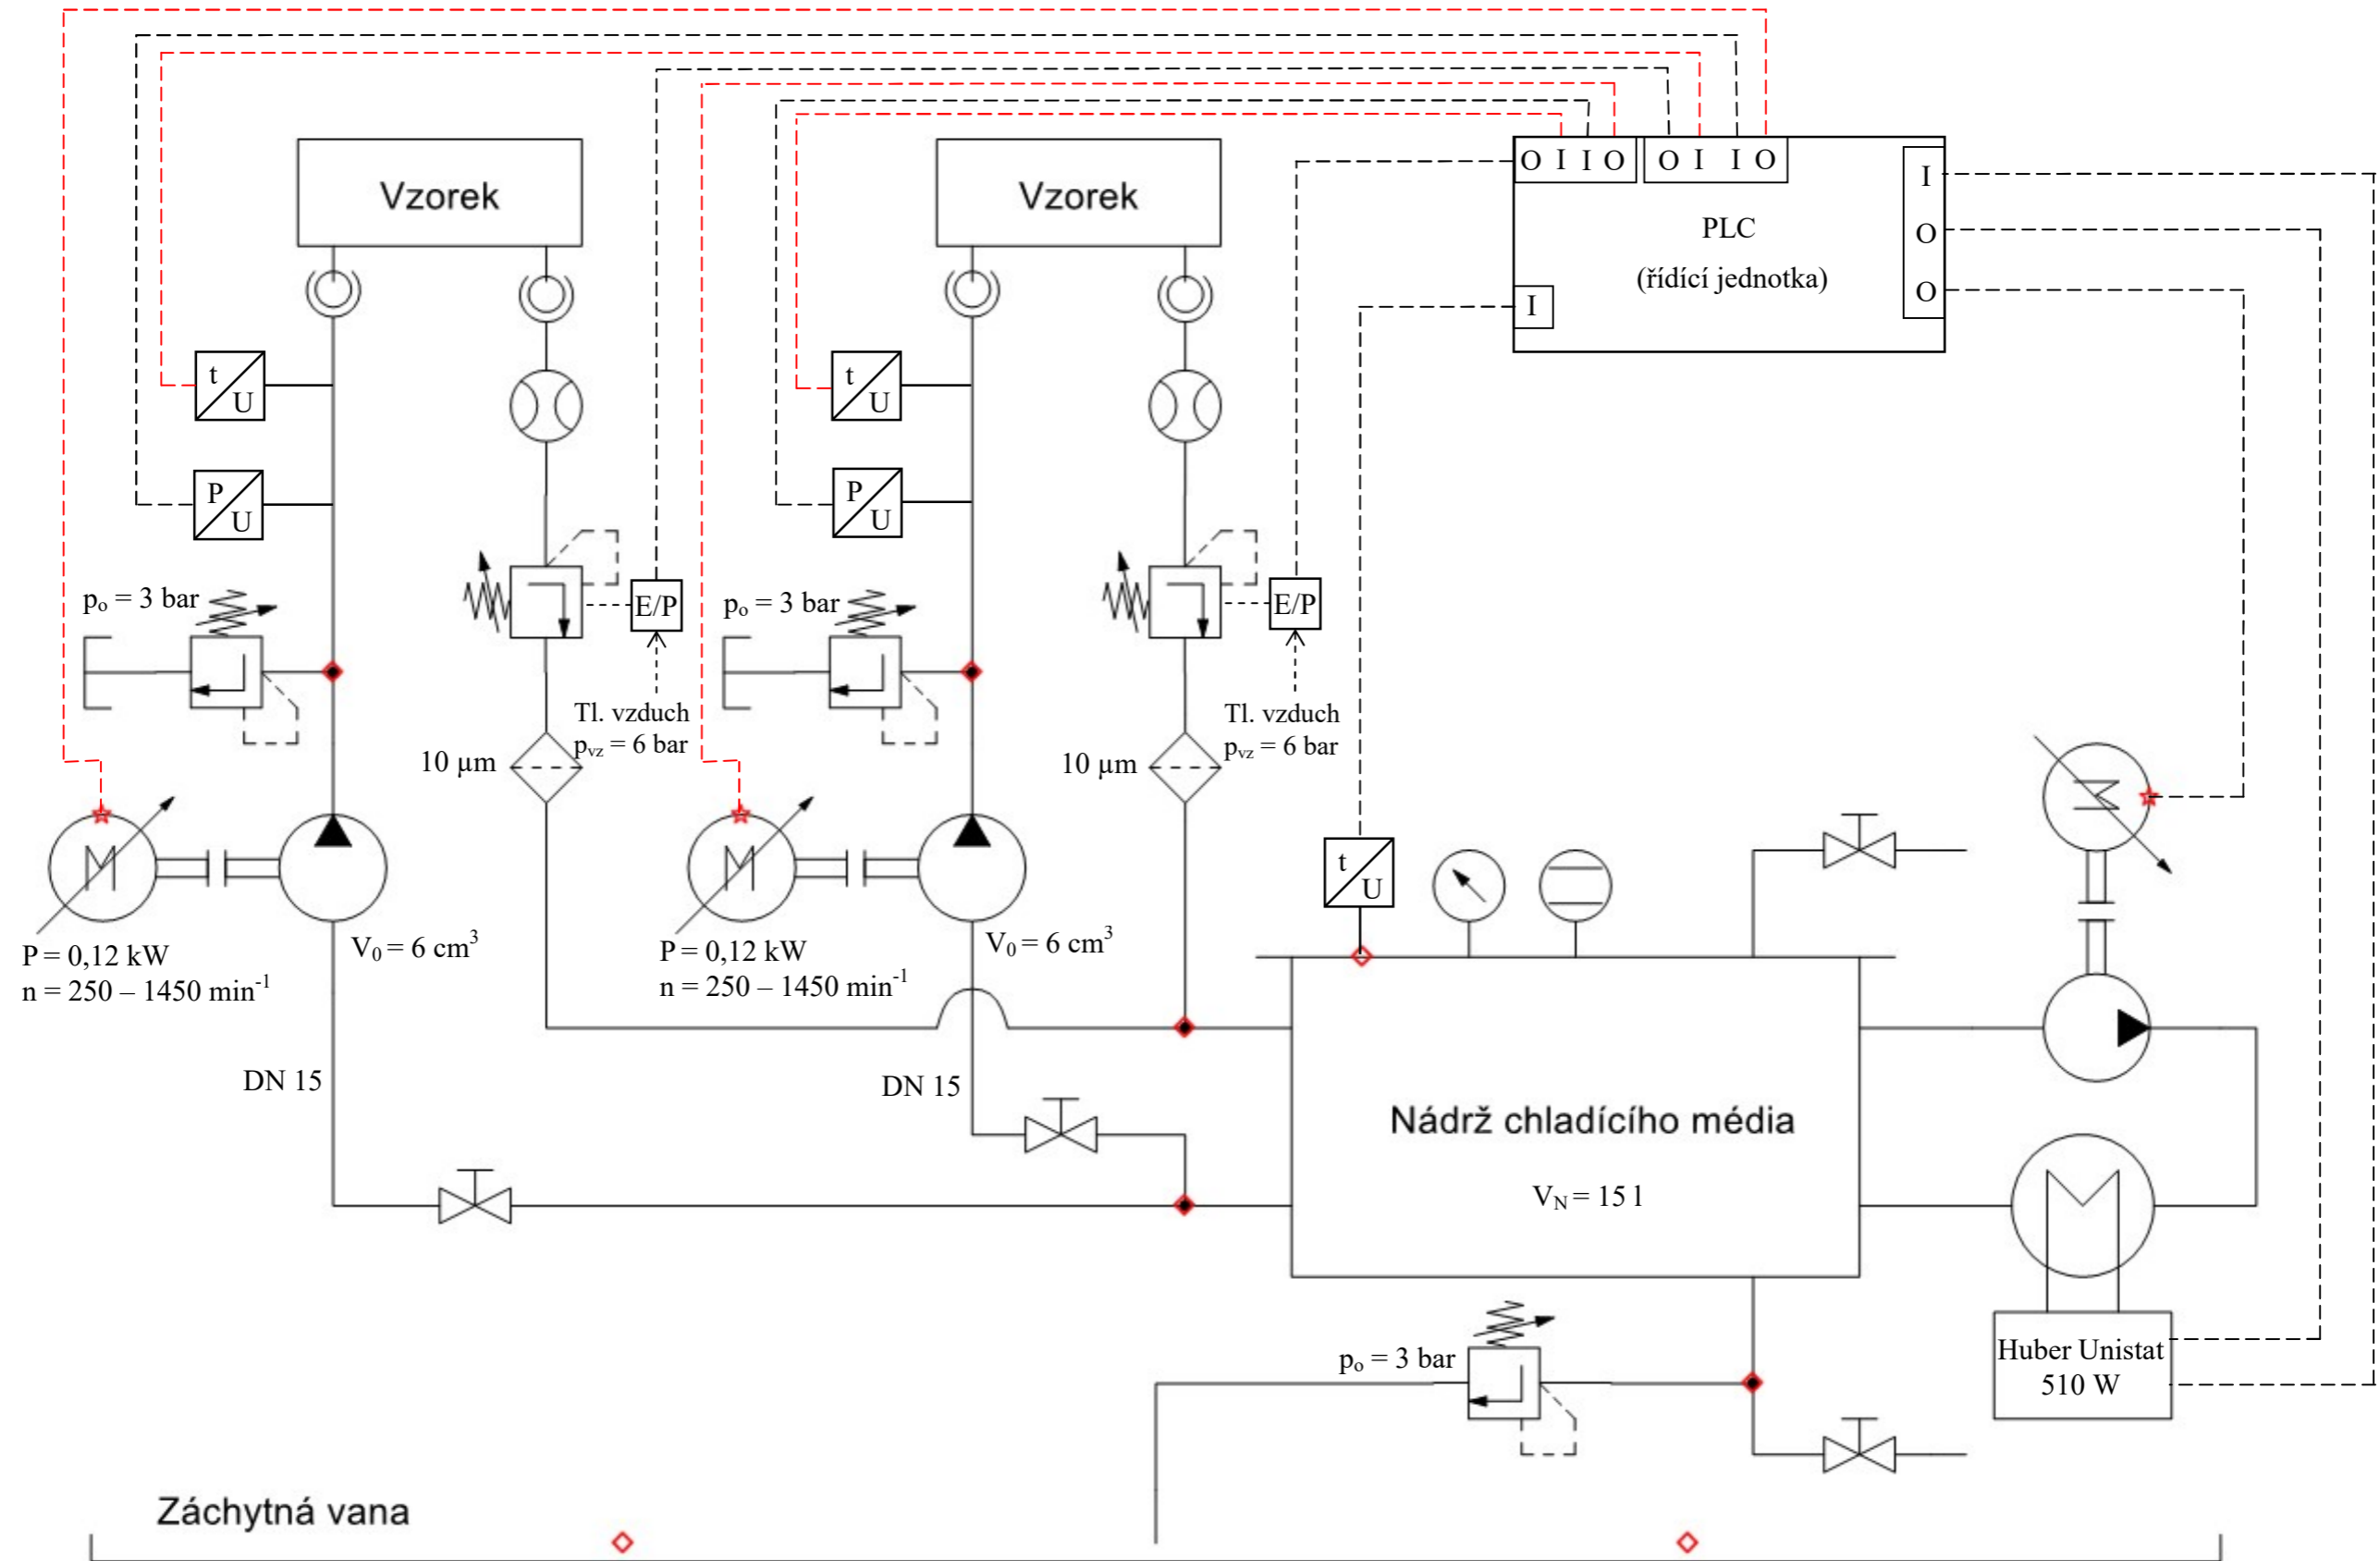 Vzorek
Vzorek
O I I O
O I I O
I
O
O
PLC
(řídící jednotka)
I
t
U
t
U
P
U
P
U
p₀ = 3 bar
E/P
p₀ = 3 bar
E/P
Tl. vzduch
pvz = 6 bar
Tl. vzduch
pvz = 6 bar
10 µm
10 µm
M
M
M
t
U
P = 0,12 kW
n = 250 – 1450 min⁻¹
V₀ = 6 cm³
P = 0,12 kW
n = 250 – 1450 min⁻¹
V₀ = 6 cm³
DN 15
DN 15
Nádrž chladícího média
VN = 15 l
p₀ = 3 bar
Huber Unistat
510 W
Záchytná vana